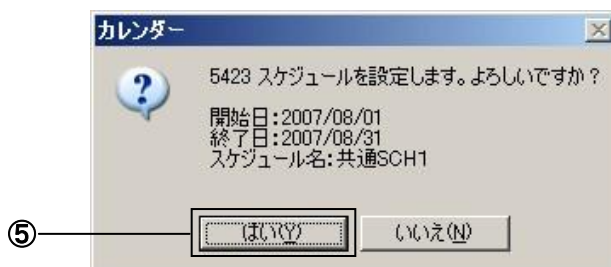 カレンダー
5423 スケジュールを設定します。よろしいですか?
開始日:2007/08/01
終了日:2007/08/31
スケジュール名:共通SCH1
⑤
はい(Y) いいえ(N)